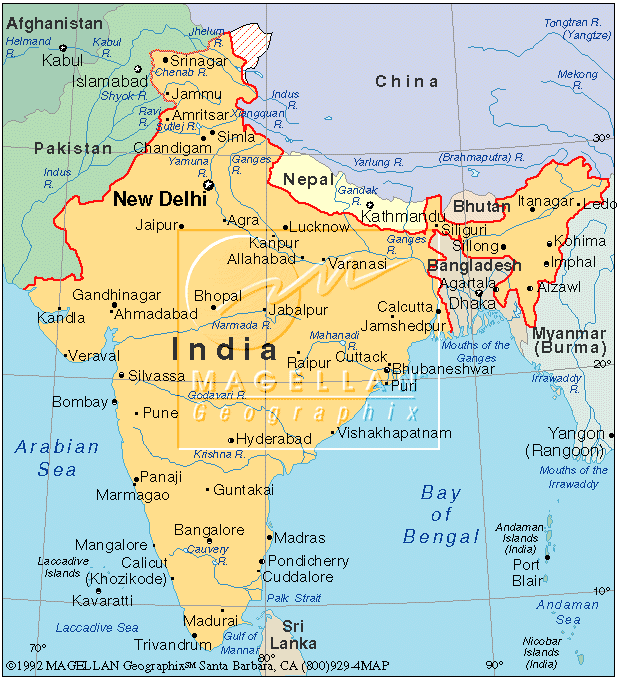 Afghanistan
Jhelum
R.
Tongtran R.
(Yangtze)
Helmand
R.
Kabul
R.
Kabul
Srinagar
Chenab R.
Islamabad
Shyok R.
China
Mekong
R.
Indus
R.
Jammu
Ravi
R.
Amritsar
Xiangquan
R.
Sutlej R.
Simla
Chandigam
30°
Pakistan
Yamuna
R.
Ganges
R.
Yarlung R.
(Brahmaputra) R.
Indus
R.
Nepal
New Delhi
Gandak
R.
Bhutan
Itanagar
Ledo
Kathmandu
Jaipur
Agra
Lucknow
Siliguri
Kanpur
Ganges
R.
Sillong
Kohima
Allahabad
Varanasi
Bangladesh
Imphal
Agartala
Aizawl
Gandhinagar
Bhopal
Dhaka
Kandla
Ahmadabad
Jabalpur
Calcutta
Narmada R.
Jamshedpur
Mahanadi
R.
Myanmar
(Burma)
Mouths of the
Ganges
India
Veraval
Raipur
Cuttack
20°
Silvassa
Bhubaneshwar
MAGELLAN
Puri
Irrawaddy
R.
Godavari R.
Bombay
Geographix
Pune
Vishakhapatnam
Hyderabad
Yangon
(Rangoon)
Arabian
Sea
Krishna R.
Mouths of the
Irrawaddy
Panaji
Marmagao
Guntakai
Bay
of
Bengal
Bangalore
Andaman
Islands
(India)
Mangalore
Cauvery
R.
Madras
Laccadive
Islands
Calicut
(Khozikode)
Pondicherry
Cuddalore
Port
Blair
Kavaratti
10°
Palk Strait
Andaman
Sea
Madurai
Laccadive Sea
Sri
Lanka
Trivandrum
Gulf of
Mannar
Nicobar
Islands
(India)
70°
80°
90°
©1992 MAGELLAN Geographix℠ Santa Barbara, CA (800)929-4MAP